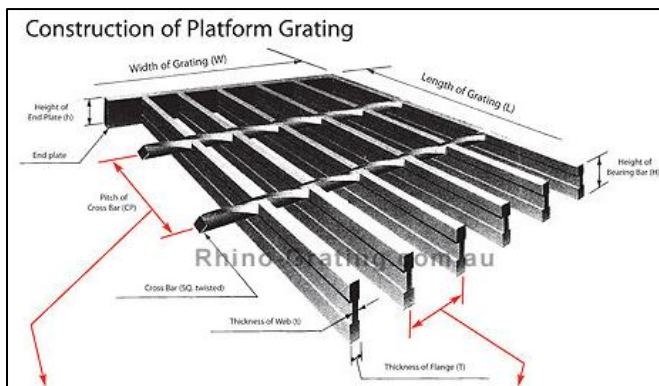 Construction of Platform Grating
Width of Grating (W)
Length of Grating (L)
Height of
End Plate (h)
End plate
Height of
Bearing Bar (H)
Pitch of
Cross Bar (CP)
Rhino-Grating.com.au
Cross Bar (SQ, twisted)
Thickness of Web (t)
Thickness of Flange (T)